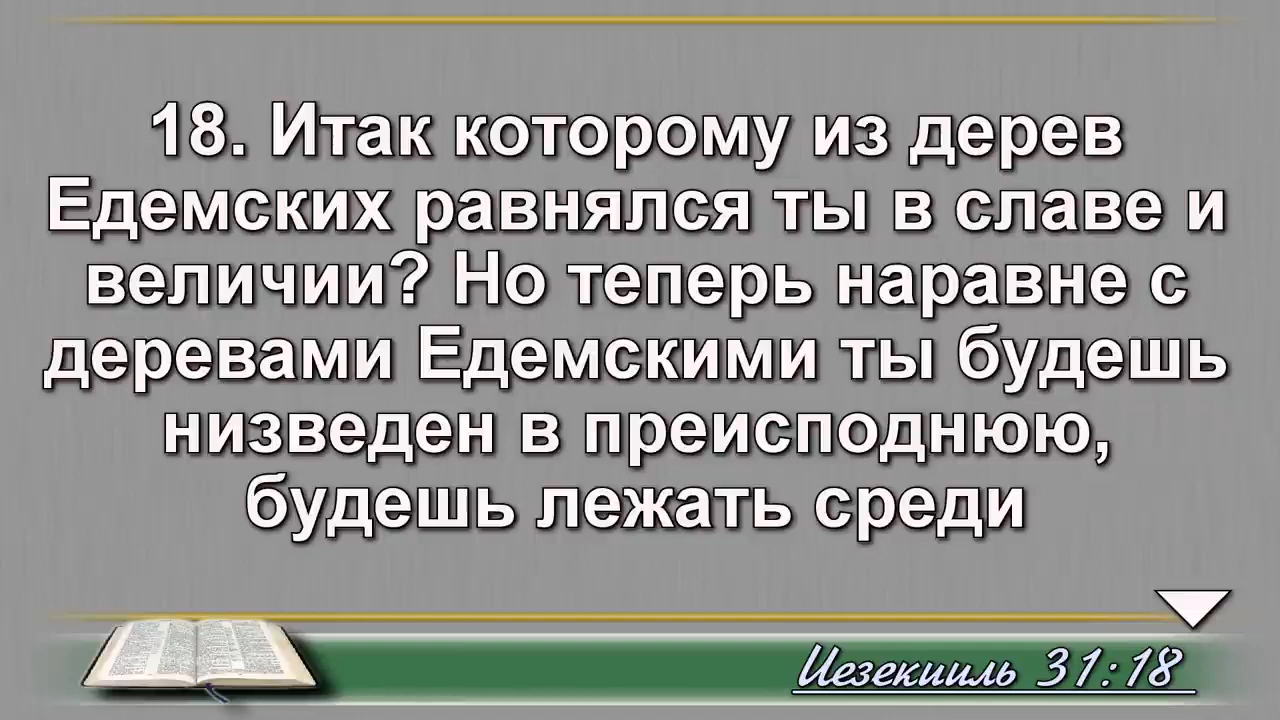 18. Итак которому из дерев
Едемских равнялся ты в славе и
величии? Но теперь наравне с
деревами Едемскими ты будешь
низведен в преисподнюю,
будешь лежать среди
Иезекииль 31:18